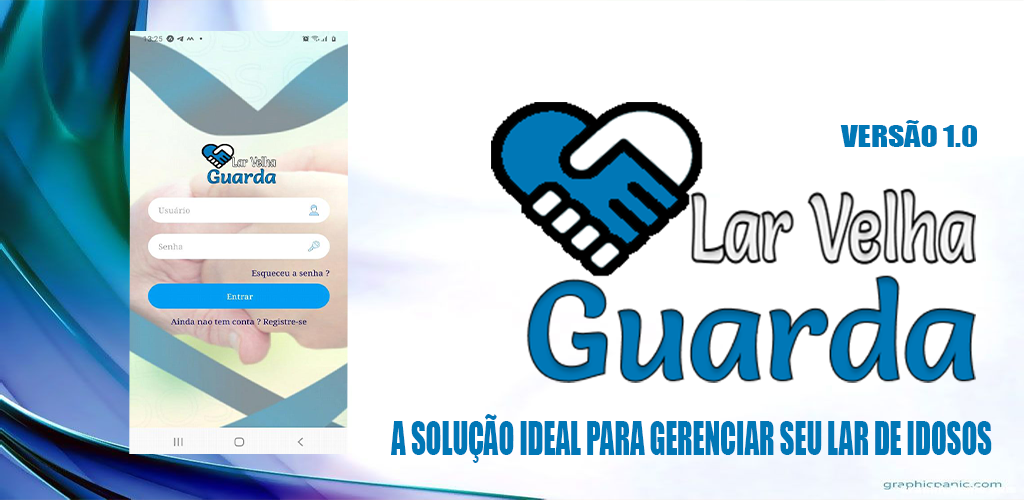 13:25
Lar Velha
Guarda
Usuário
Senha
Esqueceu a senha ?
Entrar
Ainda nao tem conta ? Registre-se
VERSÃO 1.0
Lar Velha
Guarda
A SOLUÇÃO IDEAL PARA GERENCIAR SEU LAR DE IDOSOS
graphicpanic.com